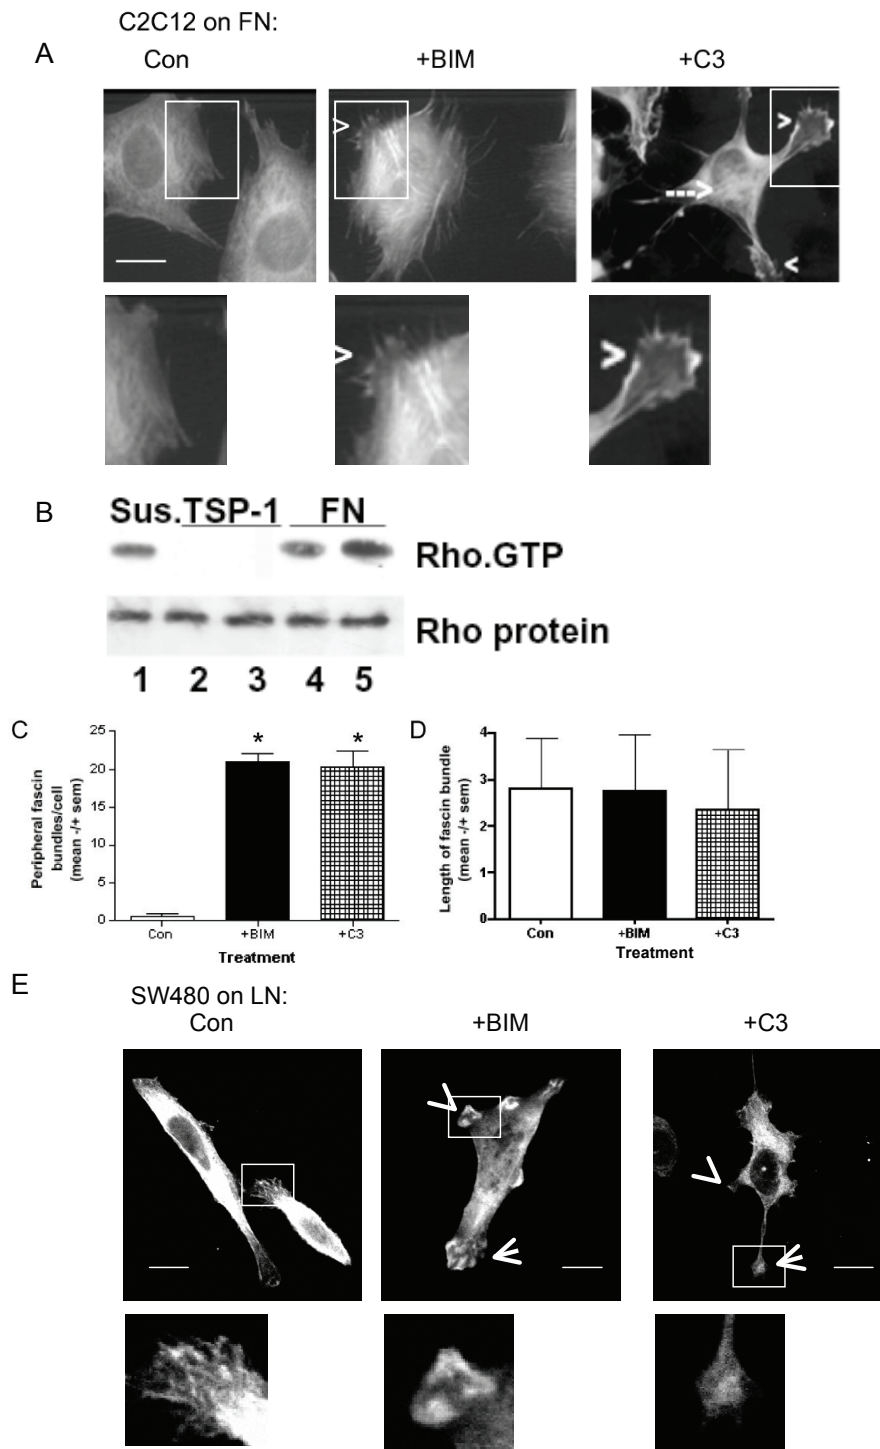 C2C12 on FN:
A
Con +BIM +C3
B
Sus. TSP-1 FN
Rho.GTP
Rho protein
1 2 3 4 5
C
Peripheral fascin
bundles/cell
(mean -/+ sem)
25
20
15
10
5
0
* *
Con +BIM +C3
Treatment
D
Length of fascin bundle
(mean -/+ sem)
4
3
2
1
0
Con +BIM +C3
Treatment
E
SW480 on LN:
Con +BIM +C3